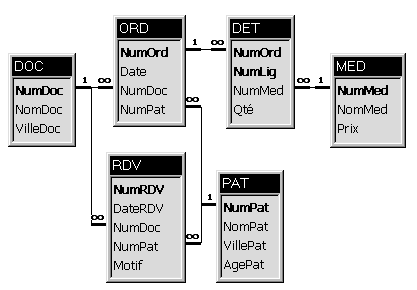 DOC
NumDoc
NomDoc
VilleDoc
ORD
NumOrd
Date
NumDoc
NumPat
DET
NumOrd
NumLig
NumMed
Qté
MED
NumMed
NomMed
Prix
RDV
NumRDV
DateRDV
NumDoc
NumPat
Motif
PAT
NumPat
NomPat
VillePat
AgePat
1
∞
1
∞
∞
1
∞
1
∞
∞